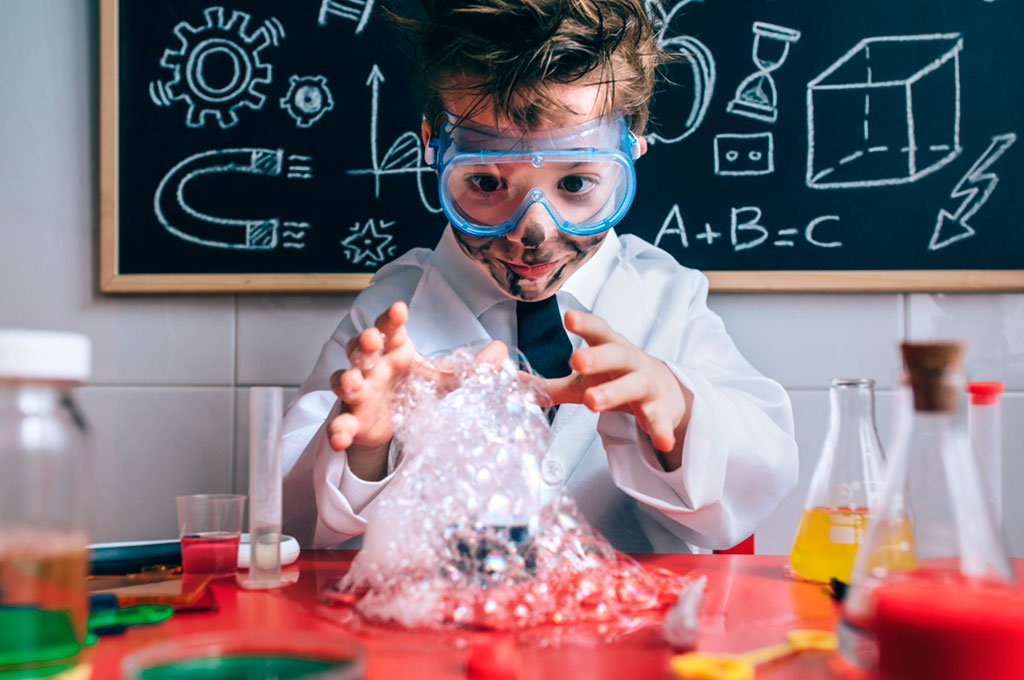 A + B = C